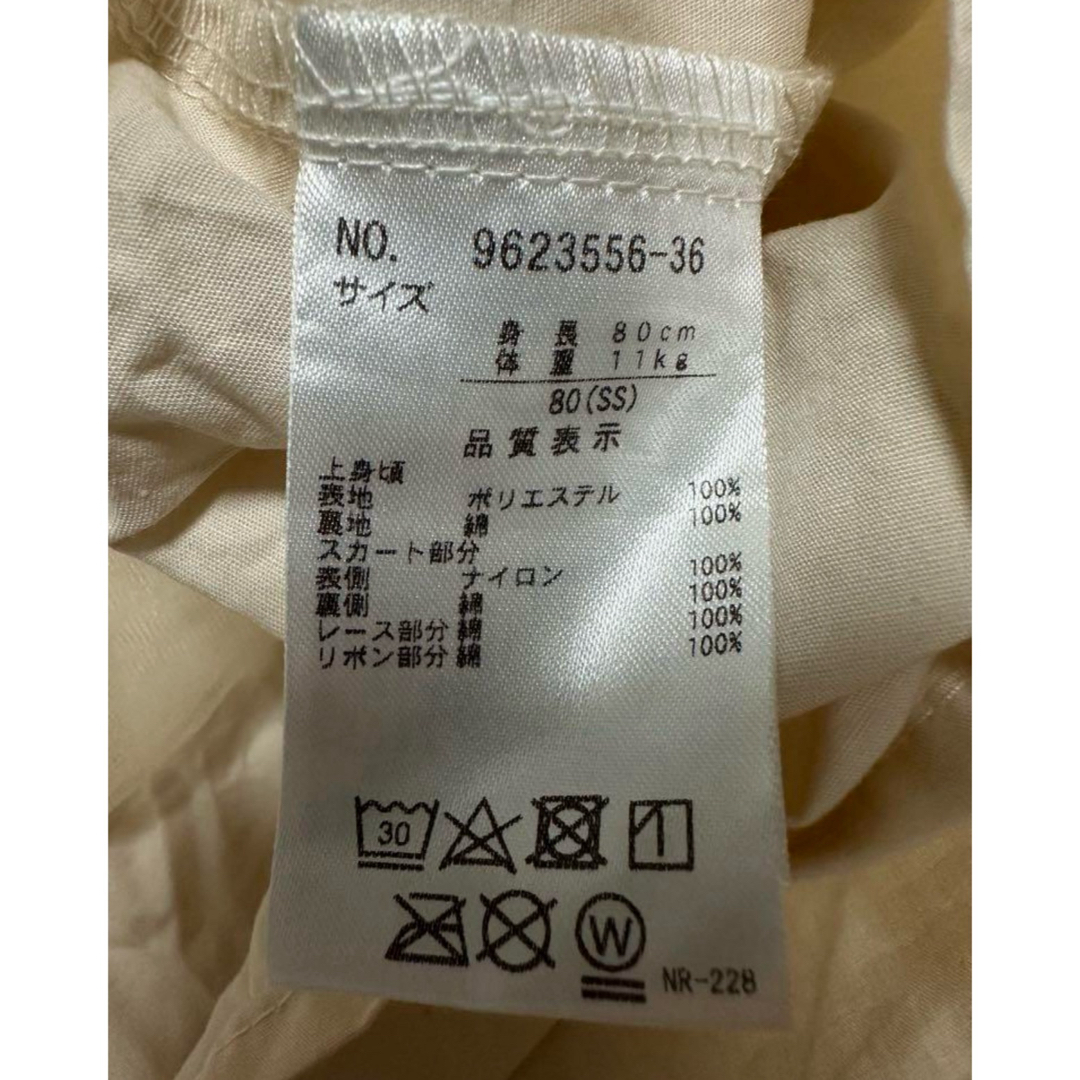 NO. 9623556-36
サイズ
身長 80cm
体重 11kg
80(SS)
品質表示
上身頃
表地 ポリエステル 100%
裏地 綿 100%
スカート部分
表側 ナイロン 100%
裏側 綿 100%
レース部分 綿 100%
リボン部分 綿 100%
30
W
NR-228